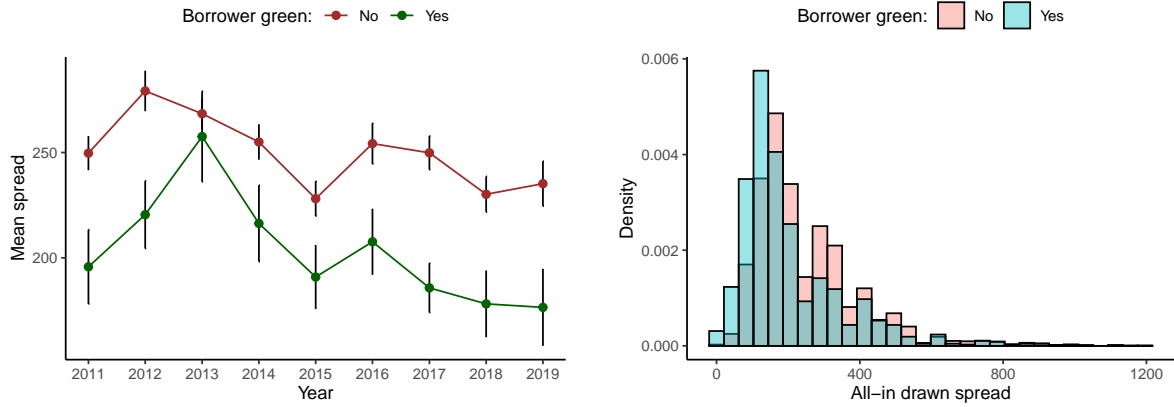 Borrower green: No Yes
Mean spread
250
200
2011 2012 2013 2014 2015 2016 2017 2018 2019
Year
Borrower green: No Yes
Density
0.006
0.004
0.002
0.000
0 400 800 1200
All−in drawn spread